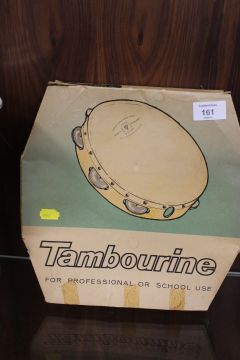 161
Tambourine
FOR PROFESSIONAL OR SCHOOL USE